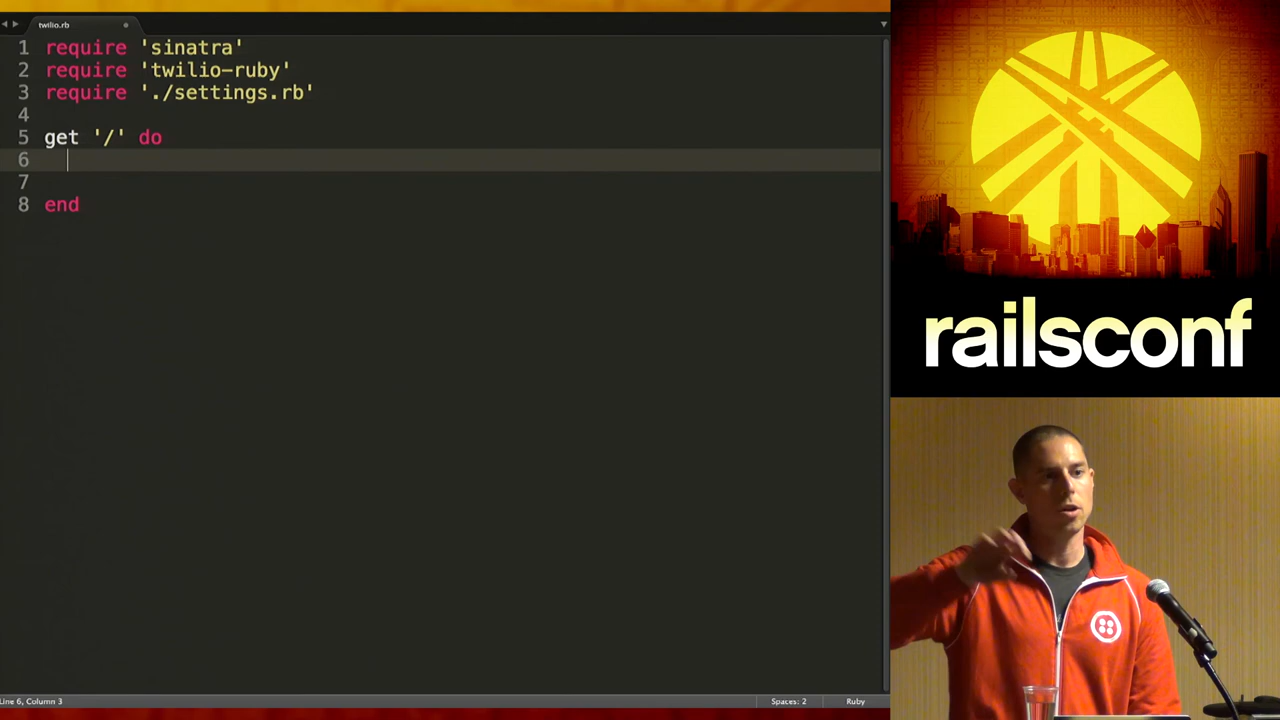 twilio.rb
1 require 'sinatra'
2 require 'twilio-ruby'
3 require './settings.rb'
4
5 get '/' do
6
7
8 end
Line 6, Column 3
Spaces: 2
Ruby
railsconf